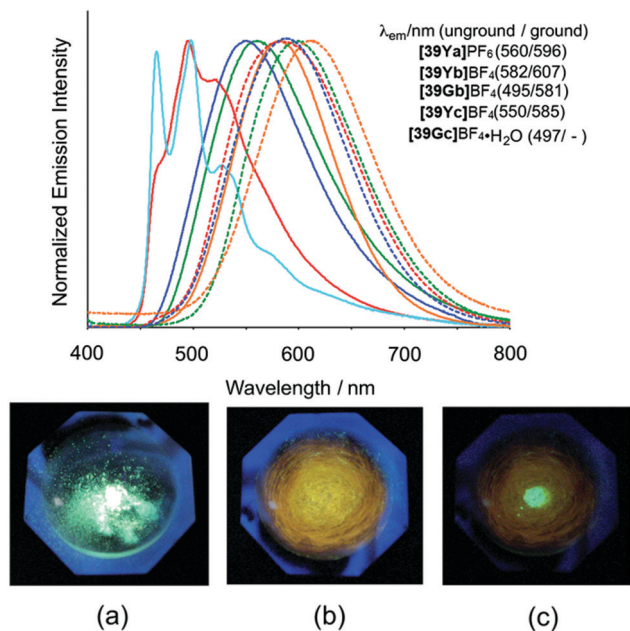 λem/nm (unground / ground)
[39Ya]PF6(560/596)
[39Yb]BF4(582/607)
[39Gb]BF4(495/581)
[39Yc]BF4(550/585)
[39Gc]BF4•H2O (497/ - )
Normalized Emission Intensity
400 500 600 700 800
Wavelength / nm
(a) (b) (c)